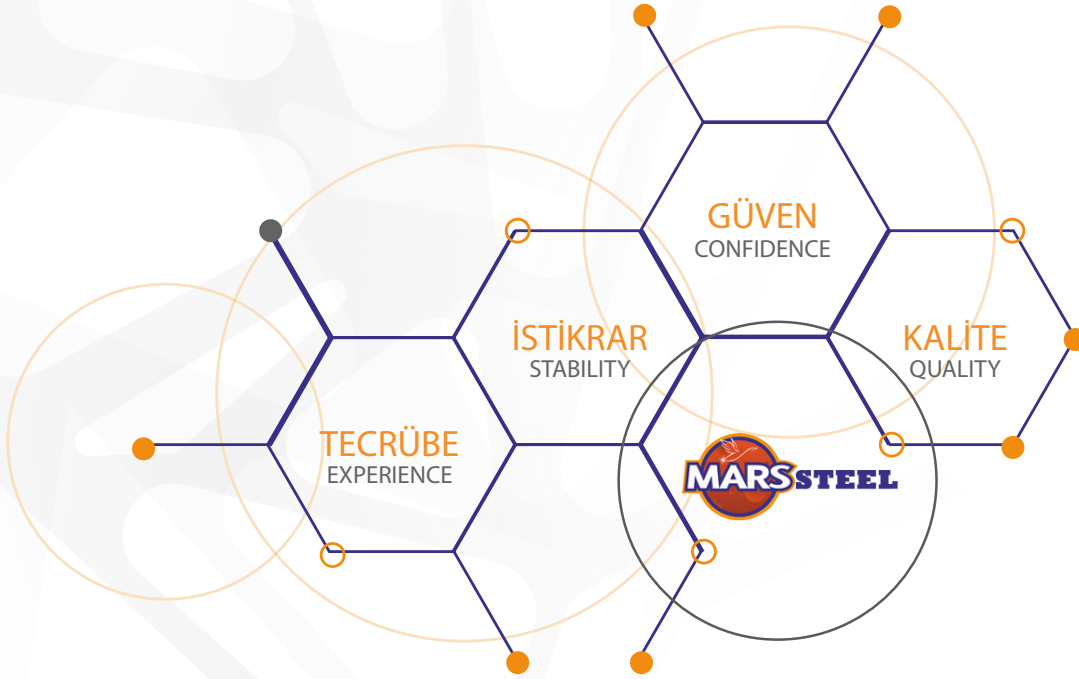 GÜVEN
CONFIDENCE
İSTİKRAR
STABILITY
KALİTE
QUALITY
TECRÜBE
EXPERIENCE
MARS STEEL